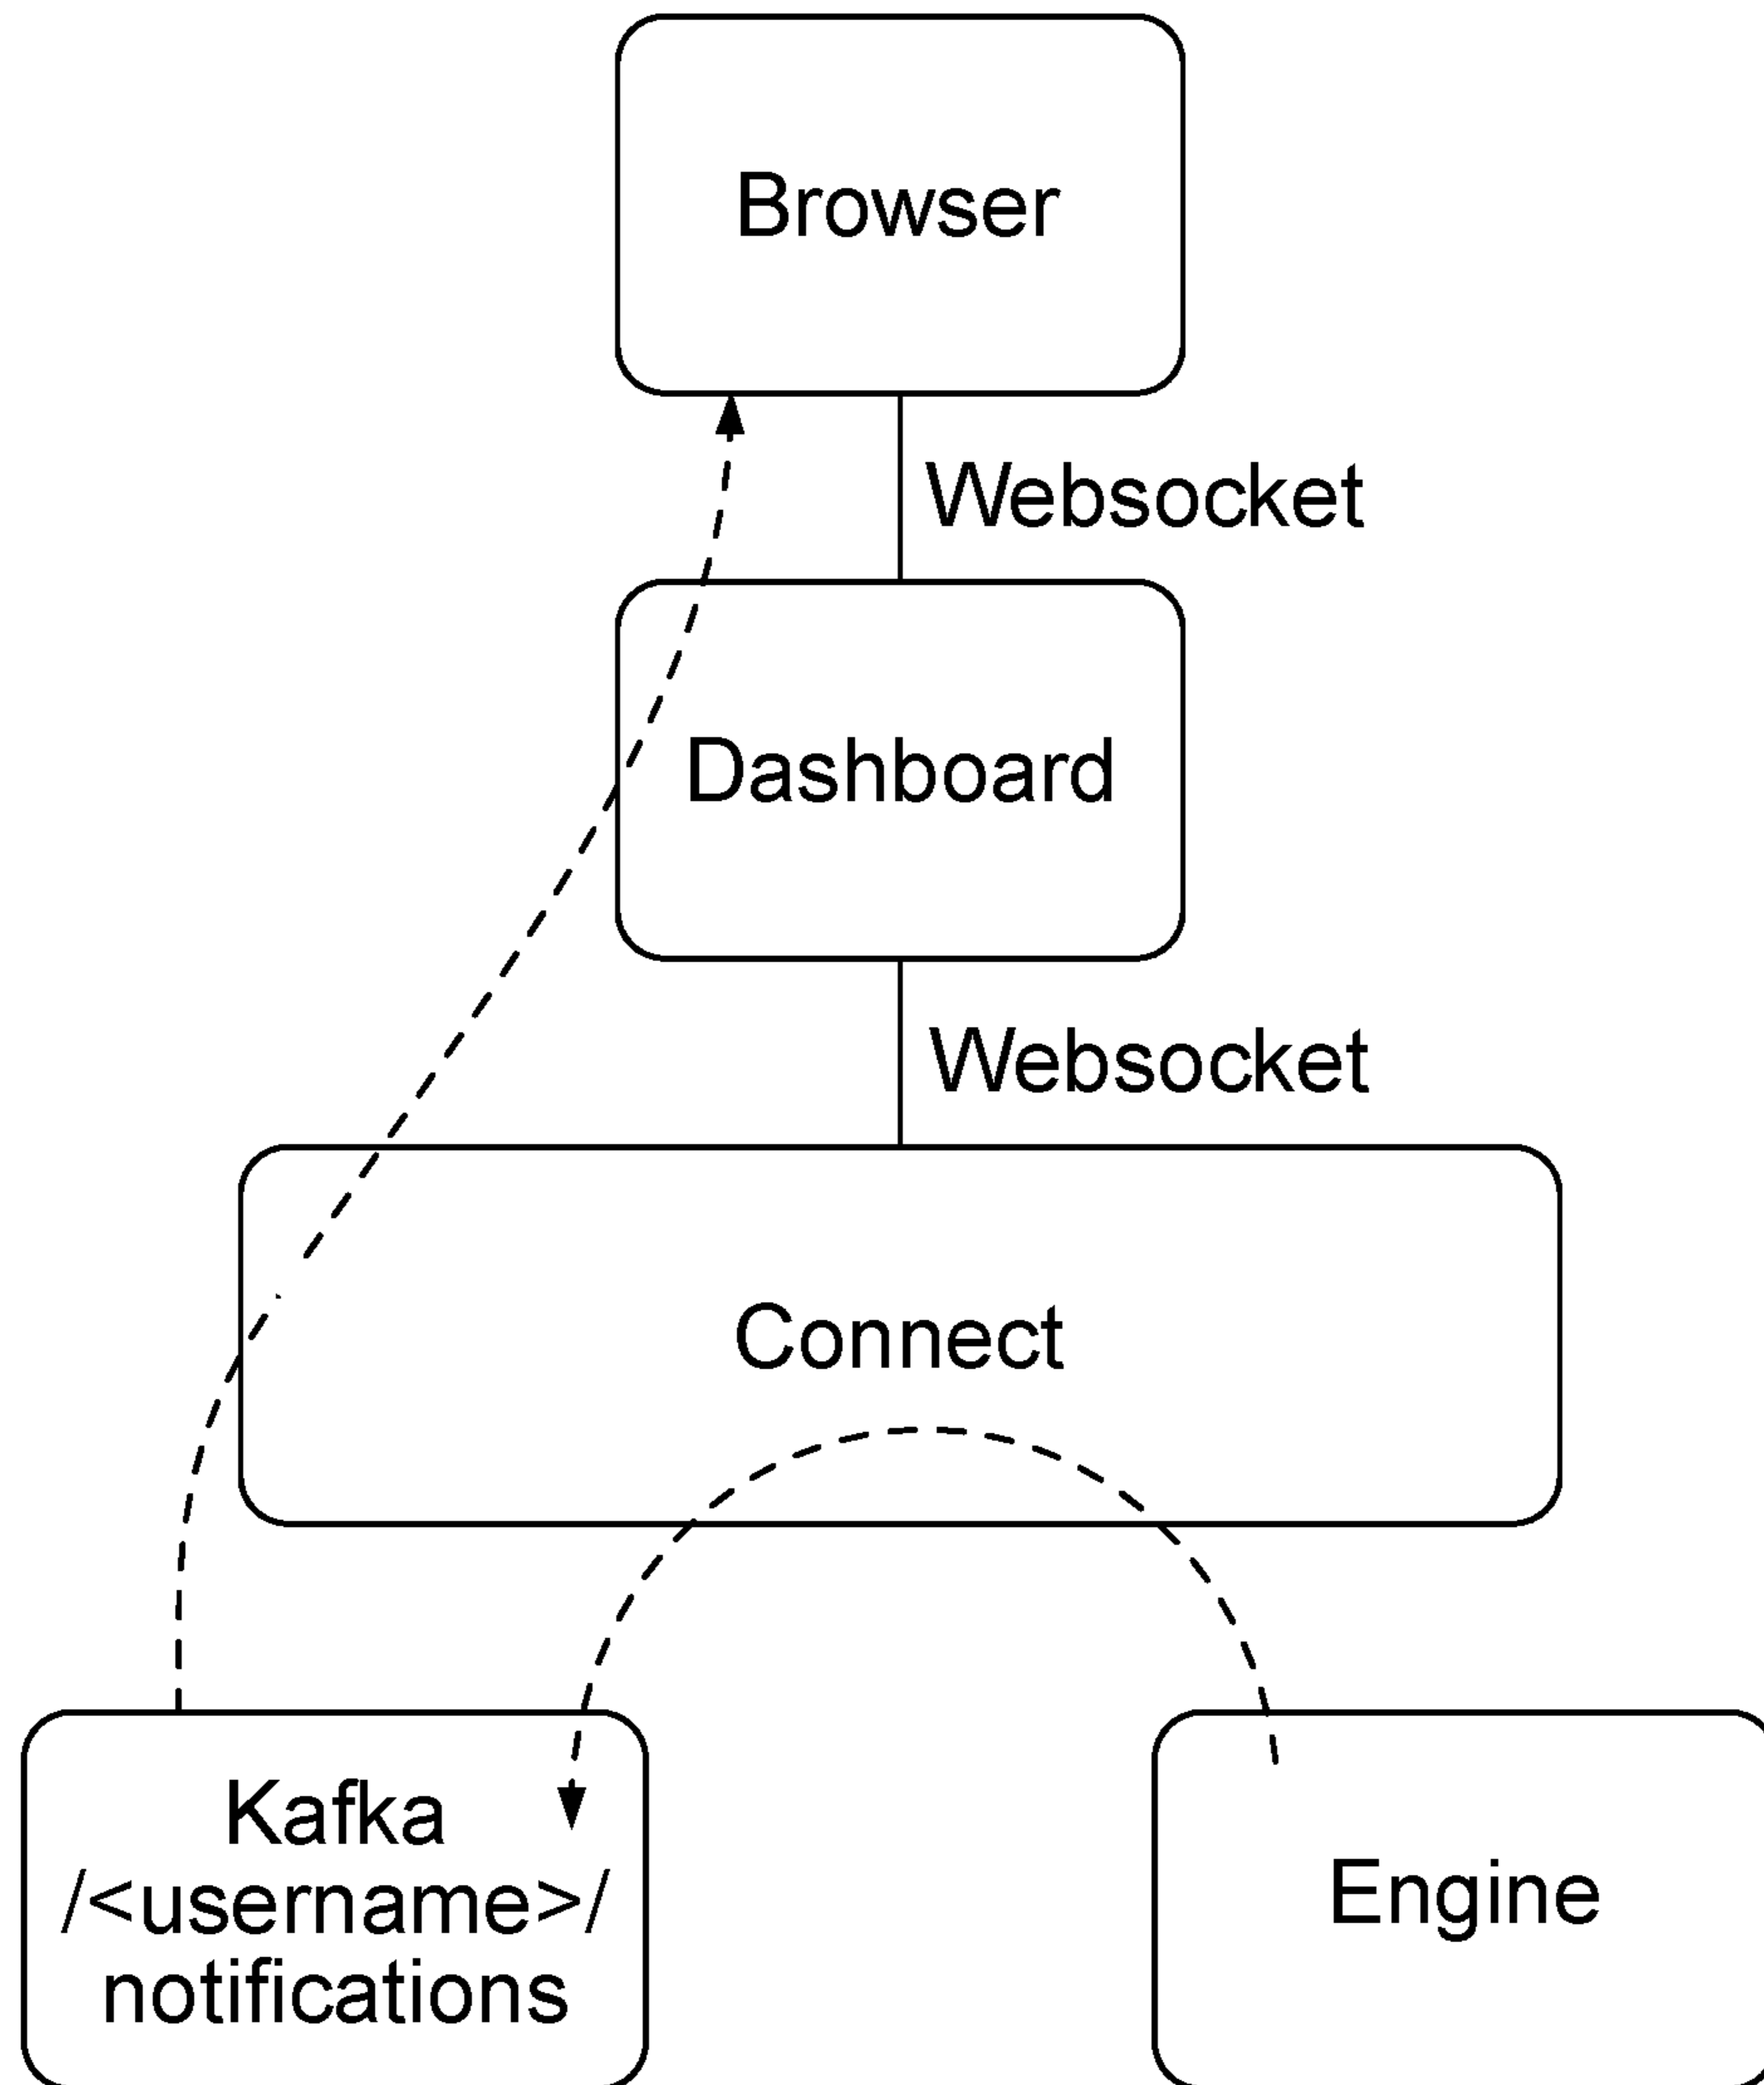 Browser
Websocket
Dashboard
Websocket
Connect
Kafka
/<username>/
notifications
Engine